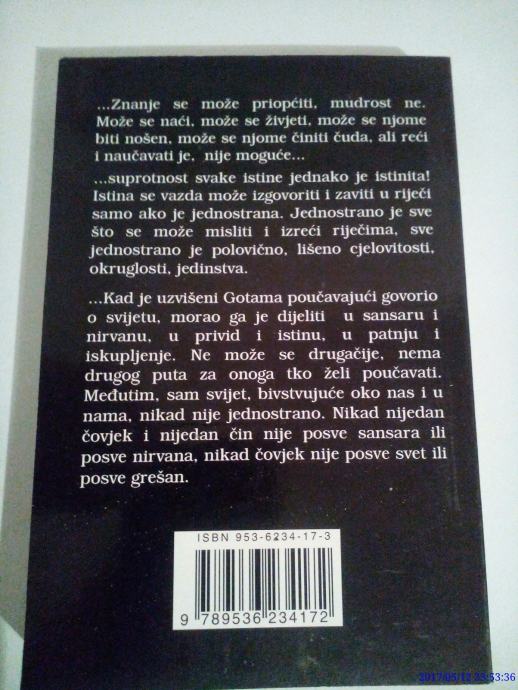 ...Znanje se može priopćiti, mudrost ne.
Može se naći, može se živjeti, može se njome
biti nošen, može se njome činiti čuda, ali reći
i naučavati je, nije moguće...
...suprotnost svake istine jednako je istinita!
Istina se vazda može izgovoriti i zaviti u riječi
samo ako je jednostrana. Jednostrano je sve
što se može misliti i izreći riječima, sve
jednostrano je polovično, lišeno cjelovitosti,
okruglosti, jedinstva.
...Kad je uzvišeni Gotama poučavajući govorio
o svijetu, morao ga je dijeliti u sansaru i
nirvanu, u privid i istinu, u patnju i
iskupljenje. Ne može se drugačije, nema
drugog puta za onoga tko želi poučavati.
Međutim, sam svijet, bivstvujuće oko nas i u
nama, nikad nije jednostrano. Nikad nijedan
čovjek i nijedan čin nije posve sansara ili
posve nirvana, nikad čovjek nije posve svet ili
posve grešan.
ISBN 953-6234-17-3
9 789536 234172
2017/05/12 23:53:36